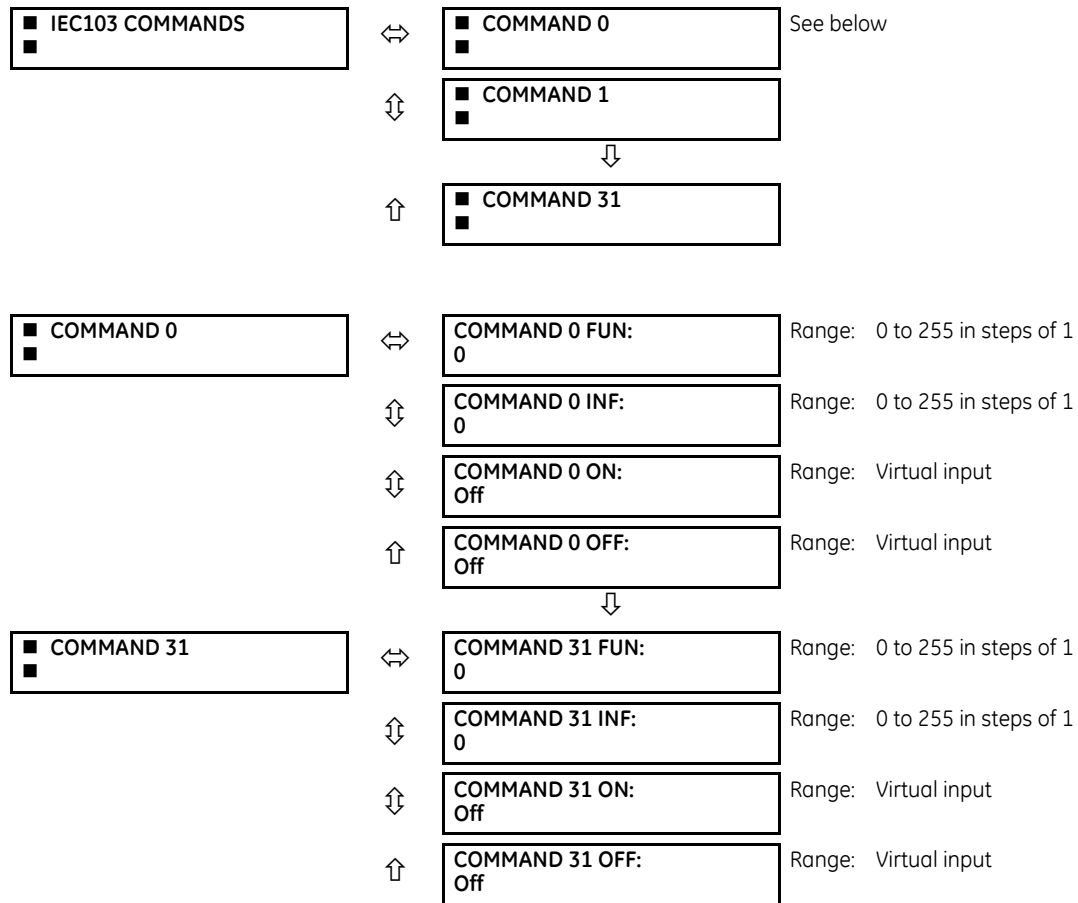 ■ IEC103 COMMANDS
■
■ COMMAND 0
■
See below
■ COMMAND 1
■
■ COMMAND 31
■
■ COMMAND 0
■
COMMAND 0 FUN:
0
Range: 0 to 255 in steps of 1
COMMAND 0 INF:
0
Range: 0 to 255 in steps of 1
COMMAND 0 ON:
Off
Range: Virtual input
COMMAND 0 OFF:
Off
Range: Virtual input
■ COMMAND 31
■
COMMAND 31 FUN:
0
Range: 0 to 255 in steps of 1
COMMAND 31 INF:
0
Range: 0 to 255 in steps of 1
COMMAND 31 ON:
Off
Range: Virtual input
COMMAND 31 OFF:
Off
Range: Virtual input